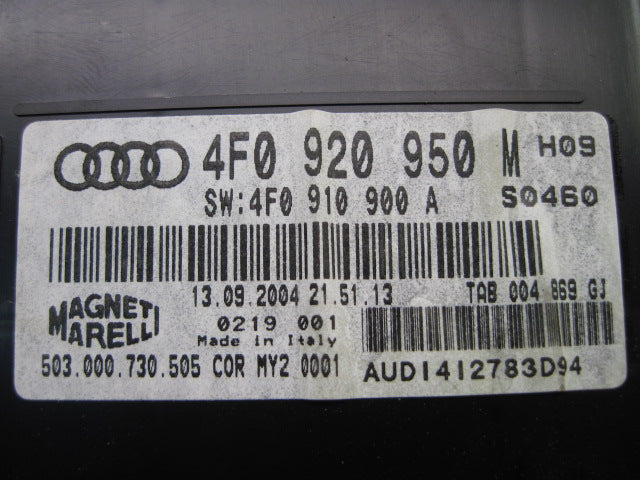 4F0 920 950 M H09
SW:4F0 910 900 A S0460
13.09.2004 21.51.13 TAB 004 869 GJ
MAGNETI
MARELLI
0219 001
Made in Italy
503.000.730.505 COR MY2 0001
AUD1412783D94